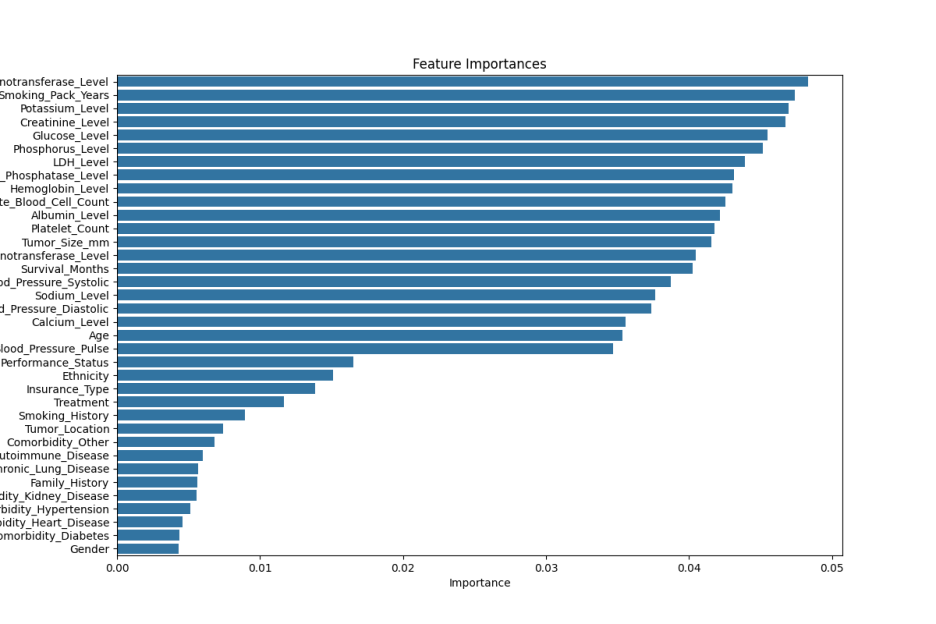 Feature Importances
notransferase_Level
Smoking_Pack_Years
Potassium_Level
Creatinine_Level
Glucose_Level
Phosphorus_Level
LDH_Level
_Phosphatase_Level
Hemoglobin_Level
te_Blood_Cell_Count
Albumin_Level
Platelet_Count
Tumor_Size_mm
notransferase_Level
Survival_Months
od_Pressure_Systolic
Sodium_Level
d_Pressure_Diastolic
Calcium_Level
Age
Blood_Pressure_Pulse
Performance_Status
Ethnicity
Insurance_Type
Treatment
Smoking_History
Tumor_Location
Comorbidity_Other
utoimmune_Disease
hronic_Lung_Disease
Family_History
dity_Kidney_Disease
rbidity_Hypertension
bidity_Heart_Disease
omorbidity_Diabetes
Gender
0.00 0.01 0.02 0.03 0.04 0.05
Importance